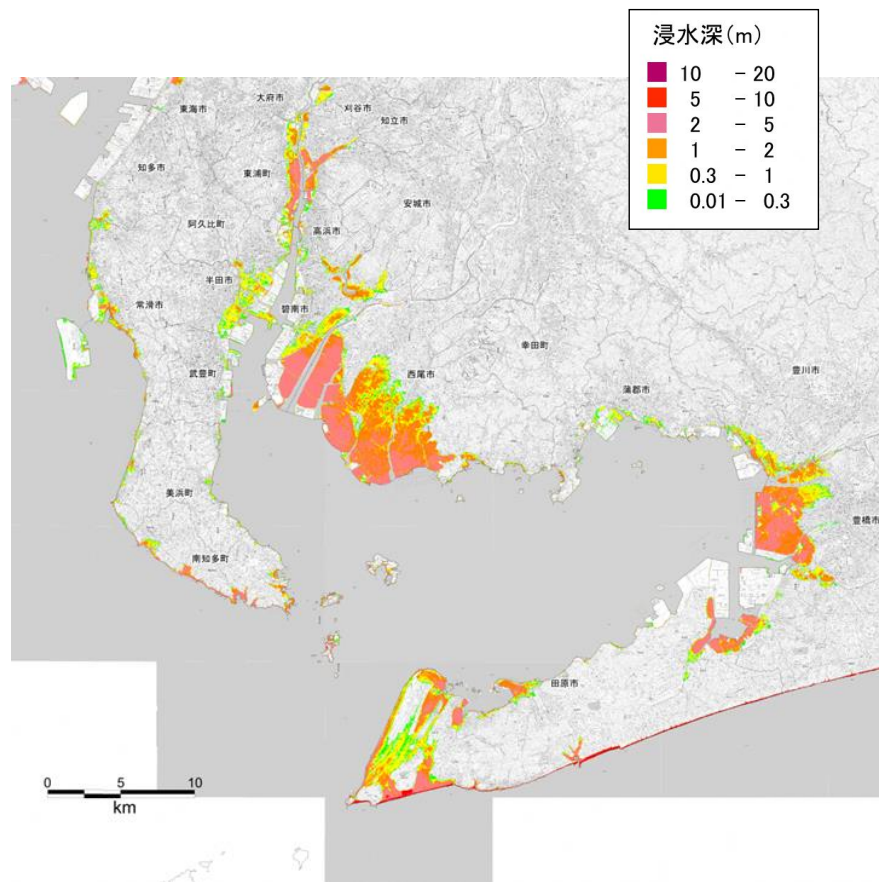 浸水深(m)
10 - 20
5 - 10
2 - 5
1 - 2
0.3 - 1
0.01 - 0.3
大府市
東海市
刈谷市
知立市
知多市
東浦町
安城市
阿久比町
高浜市
半田市
常滑市
碧南市
幸田町
武豊町
西尾市
豊川市
蒲郡市
美浜町
豊橋市
南知多町
田原市
0 5 10
km